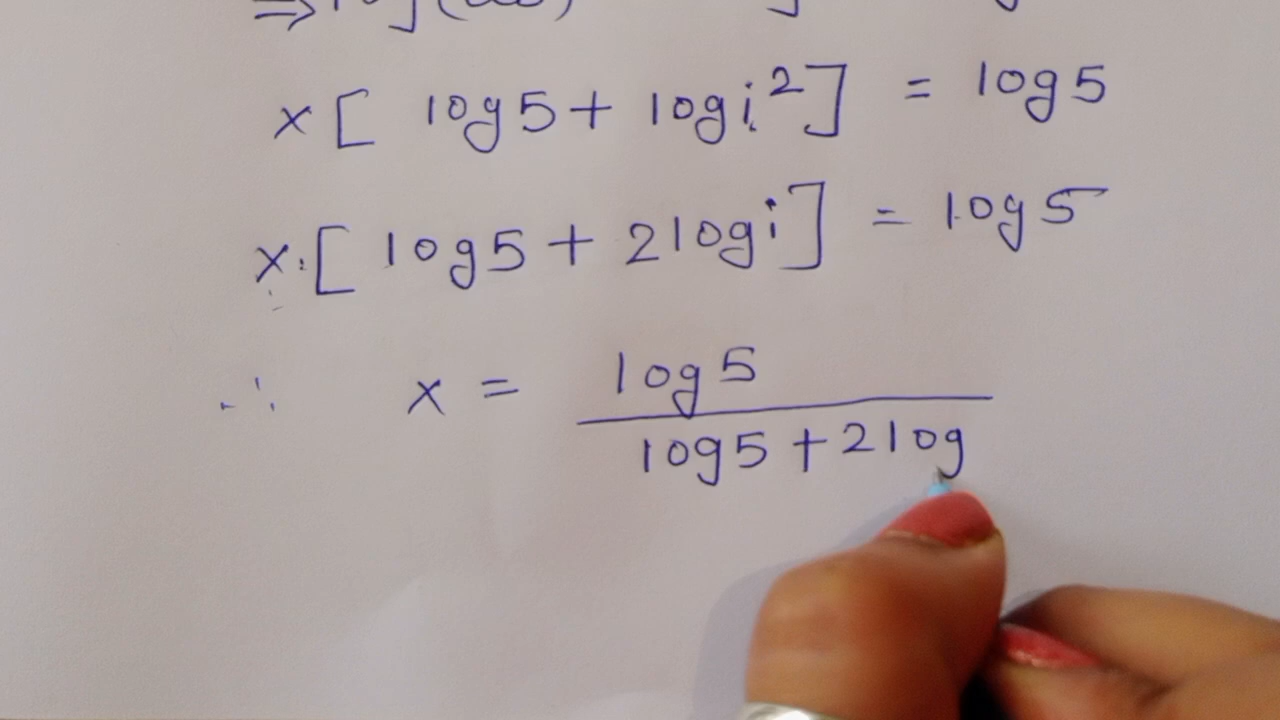 x[ log5 + logi²] = log5
x.[ log5 + 2logi] = log5
∴ x = log5 / log5 + 2log